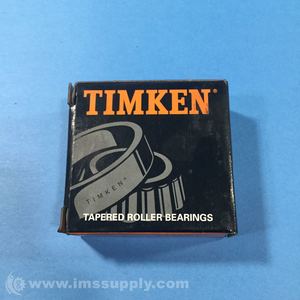 TIMKEN®
TIMKEN®
TAPERED ROLLER BEARINGS
© www.imssupply.com